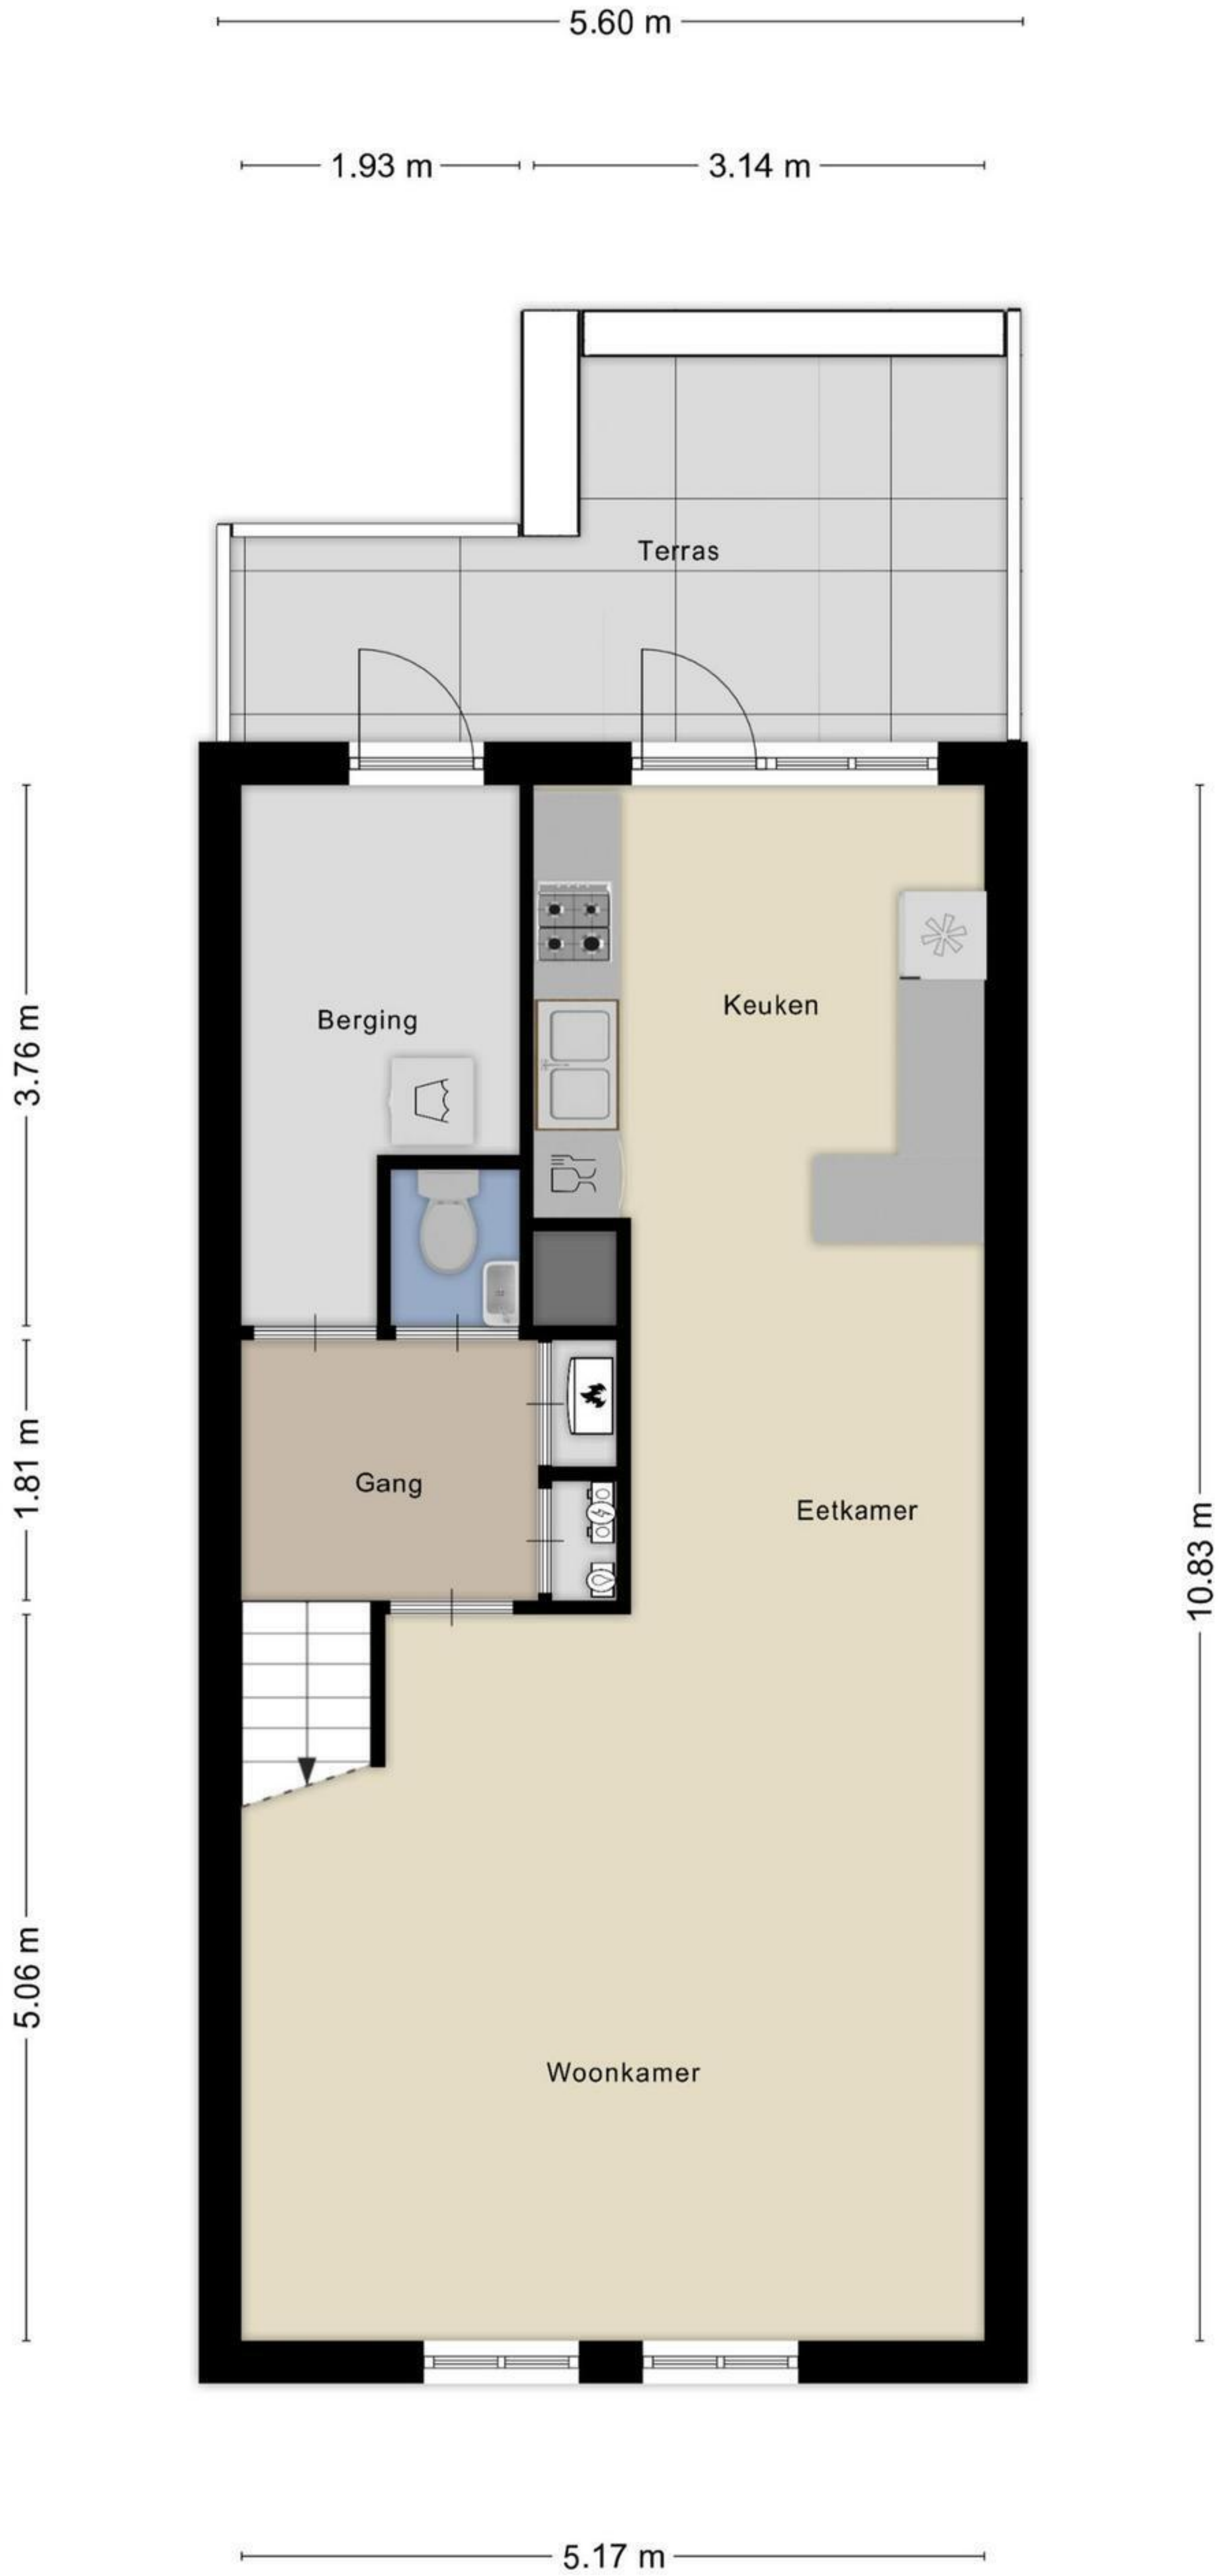 5.60 m
1.93 m
3.14 m
Terras
3.76 m
Berging
Keuken
1.81 m
Gang
Eetkamer
10.83 m
5.06 m
Woonkamer
5.17 m